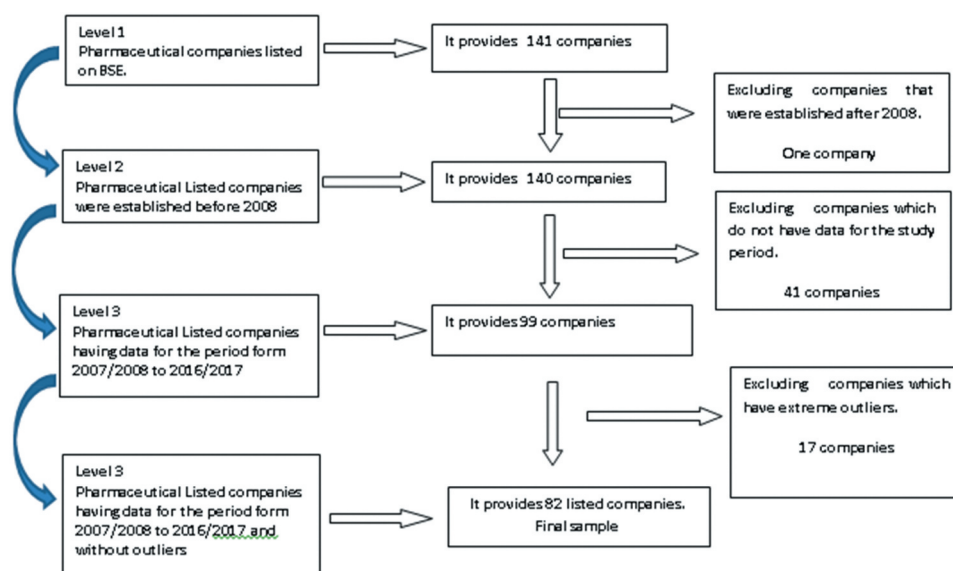 Level 1
Pharmaceutical companies listed
on BSE.
It provides 141 companies
Excluding companies that
were established after 2008.
One company
Level 2
Pharmaceutical Listed companies
were established before 2008
It provides 140 companies
Excluding companies which
do not have data for the study
period.
41 companies
Level 3
Pharmaceutical Listed companies
having data for the period form
2007/2008 to 2016/2017
It provides 99 companies
Excluding companies which
have extreme outliers.
17 companies
Level 3
Pharmaceutical Listed companies
having data for the period form
2007/2008 to 2016/2017 and
without outliers
It provides 82 listed companies.
Final sample